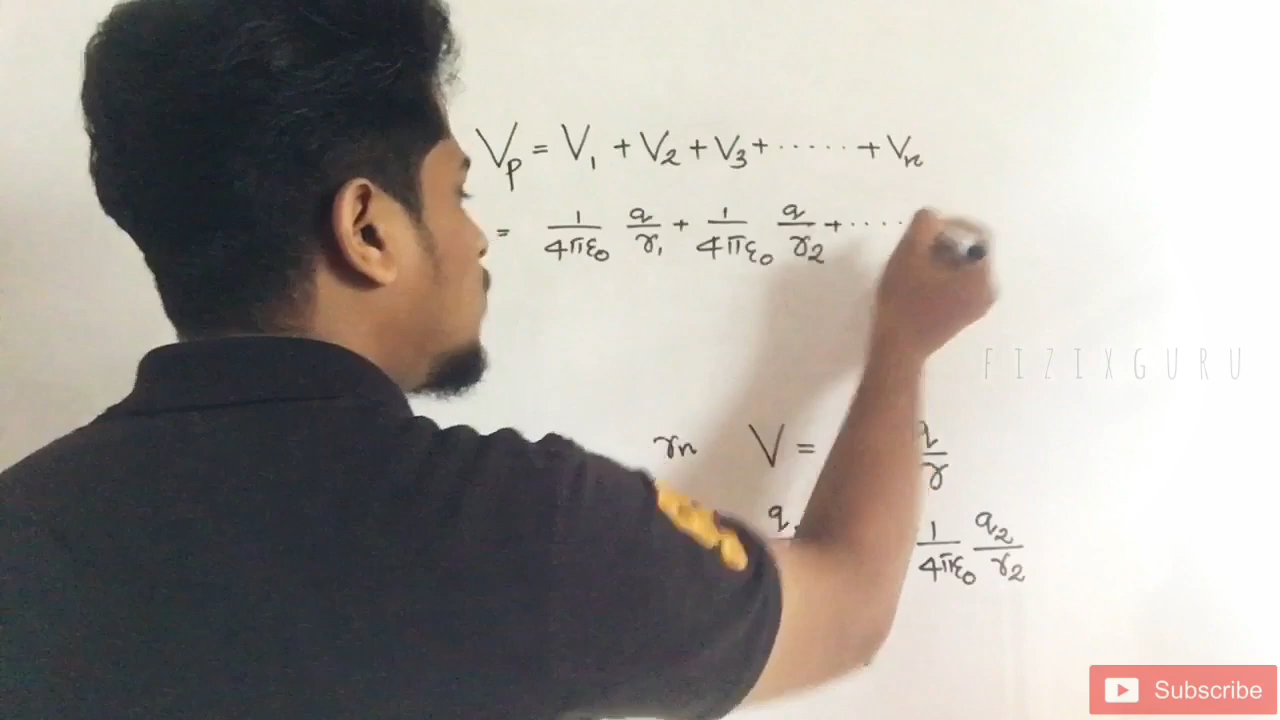 Vp = V₁ + V₂ + V₃ + ······ + Vn
= 1/4πε₀ q/r₁ + 1/4πε₀ q/r₂ + ····
FIZIXGURU
rn V = q/r
q 1/4πε₀ q₂/r₂
Subscribe